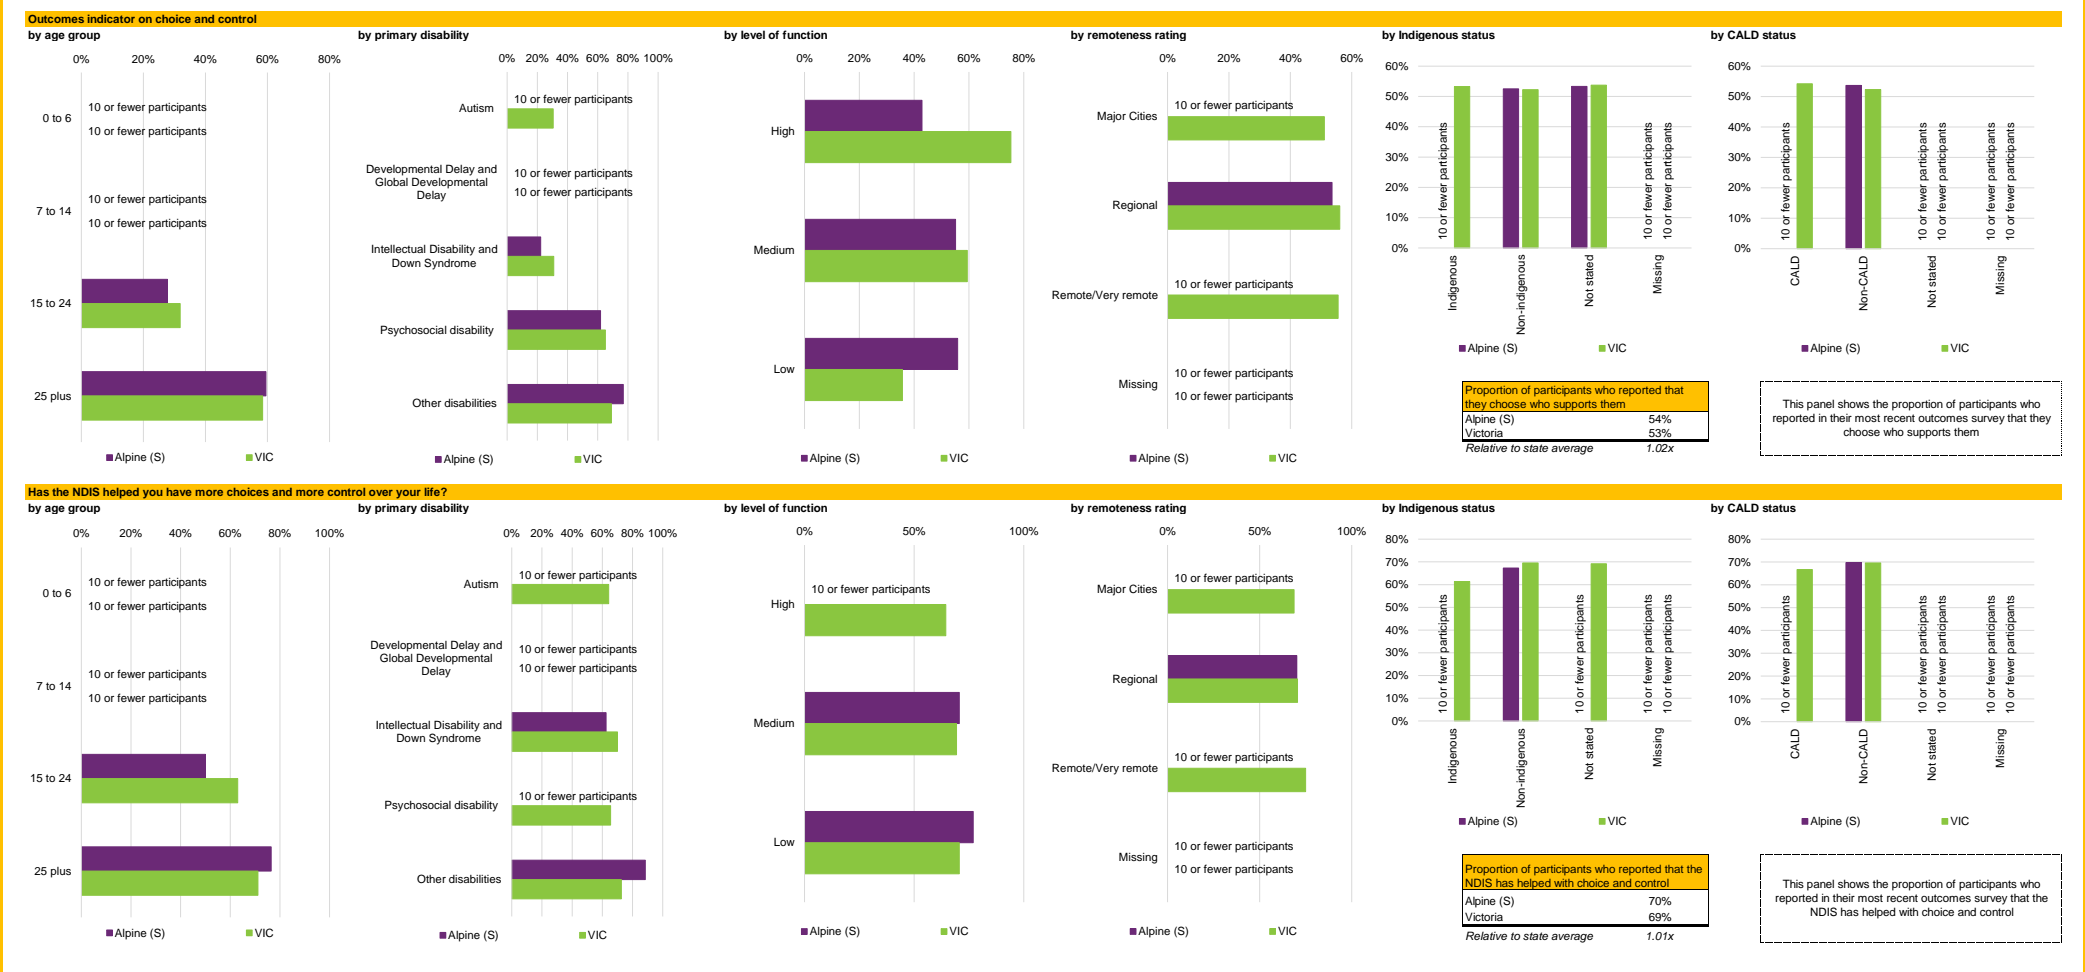 Outcomes indicator on choice and control
by age group
0% 20% 40% 60% 80%
0 to 6
10 or fewer participants
10 or fewer participants
7 to 14
10 or fewer participants
10 or fewer participants
15 to 24
25 plus
Alpine (S) VIC
by primary disability
0% 20% 40% 60% 80% 100%
Autism
10 or fewer participants
Developmental Delay and
Global Developmental
Delay
10 or fewer participants
10 or fewer participants
Intellectual Disability and
Down Syndrome
Psychosocial disability
Other disabilities
Alpine (S) VIC
by level of function
0% 20% 40% 60% 80%
High
Medium
Low
Alpine (S) VIC
by remoteness rating
0% 20% 40% 60%
Major Cities
10 or fewer participants
Regional
Remote/Very remote
10 or fewer participants
Missing
10 or fewer participants
10 or fewer participants
Alpine (S) VIC
by Indigenous status
60%
50%
40%
30%
20%
10%
0%
10 or fewer participants
10 or fewer participants
10 or fewer participants
Indigenous
Non-indigenous
Not stated
Missing
Alpine (S) VIC
by CALD status
60%
50%
40%
30%
20%
10%
0%
10 or fewer participants
10 or fewer participants
10 or fewer participants
10 or fewer participants
10 or fewer participants
CALD
Non-CALD
Not stated
Missing
Alpine (S) VIC
Proportion of participants who reported that
they choose who supports them
Alpine (S) 54%
Victoria 53%
Relative to state average 1.02x
This panel shows the proportion of participants who
reported in their most recent outcomes survey that they
choose who supports them
Has the NDIS helped you have more choices and more control over your life?
by age group
0% 20% 40% 60% 80% 100%
0 to 6
10 or fewer participants
10 or fewer participants
7 to 14
10 or fewer participants
10 or fewer participants
15 to 24
25 plus
Alpine (S) VIC
by primary disability
0% 20% 40% 60% 80% 100%
Autism
10 or fewer participants
Developmental Delay and
Global Developmental
Delay
10 or fewer participants
10 or fewer participants
Intellectual Disability and
Down Syndrome
Psychosocial disability
10 or fewer participants
Other disabilities
Alpine (S) VIC
by level of function
0% 50% 100%
High
10 or fewer participants
Medium
Low
Alpine (S) VIC
by remoteness rating
0% 50% 100%
Major Cities
10 or fewer participants
Regional
Remote/Very remote
10 or fewer participants
Missing
10 or fewer participants
10 or fewer participants
Alpine (S) VIC
by Indigenous status
80%
70%
60%
50%
40%
30%
20%
10%
0%
10 or fewer participants
10 or fewer participants
10 or fewer participants
10 or fewer participants
Indigenous
Non-indigenous
Not stated
Missing
Alpine (S) VIC
by CALD status
80%
70%
60%
50%
40%
30%
20%
10%
0%
10 or fewer participants
10 or fewer participants
10 or fewer participants
10 or fewer participants
10 or fewer participants
CALD
Non-CALD
Not stated
Missing
Alpine (S) VIC
Proportion of participants who reported that the
NDIS has helped with choice and control
Alpine (S) 70%
Victoria 69%
Relative to state average 1.01x
This panel shows the proportion of participants who
reported in their most recent outcomes survey that the
NDIS has helped with choice and control